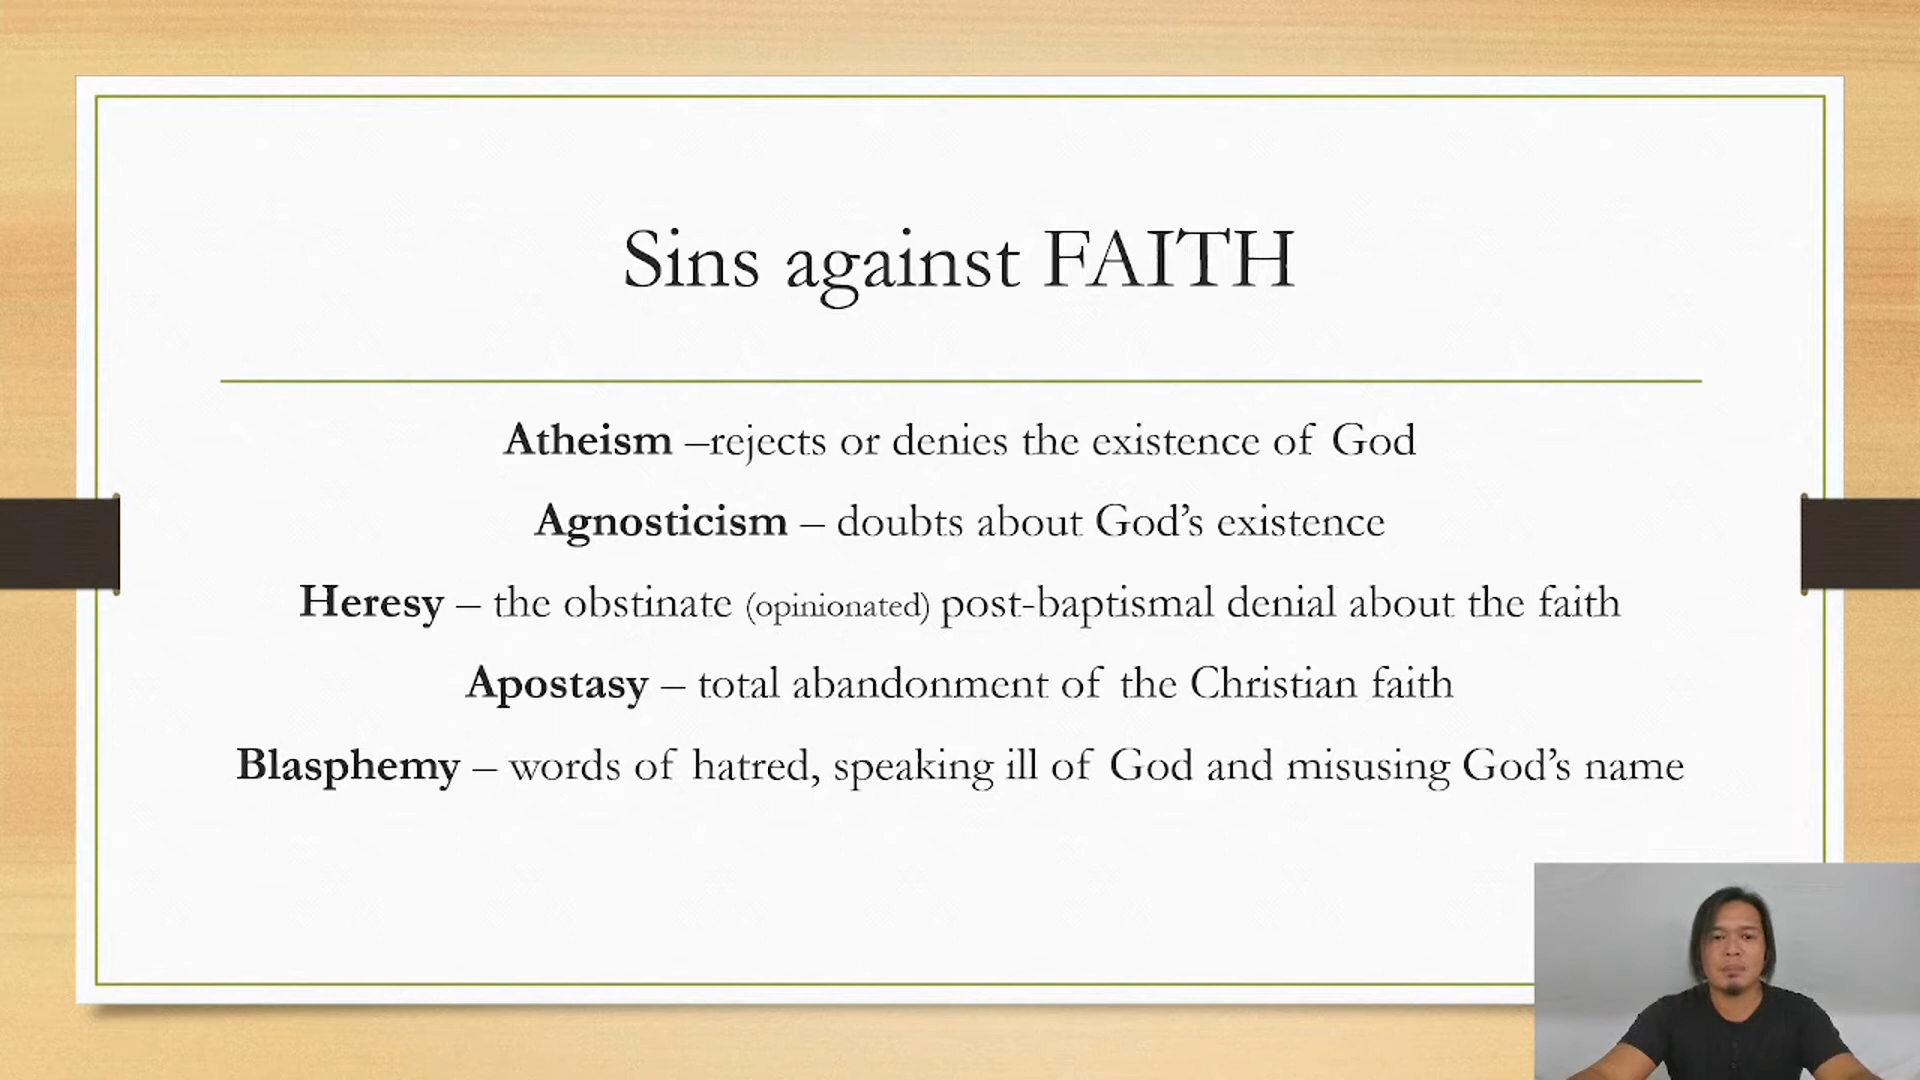 Sins against FAITH
Atheism –rejects or denies the existence of God
Agnosticism – doubts about God’s existence
Heresy – the obstinate (opinionated) post-baptismal denial about the faith
Apostasy – total abandonment of the Christian faith
Blasphemy – words of hatred, speaking ill of God and misusing God’s name